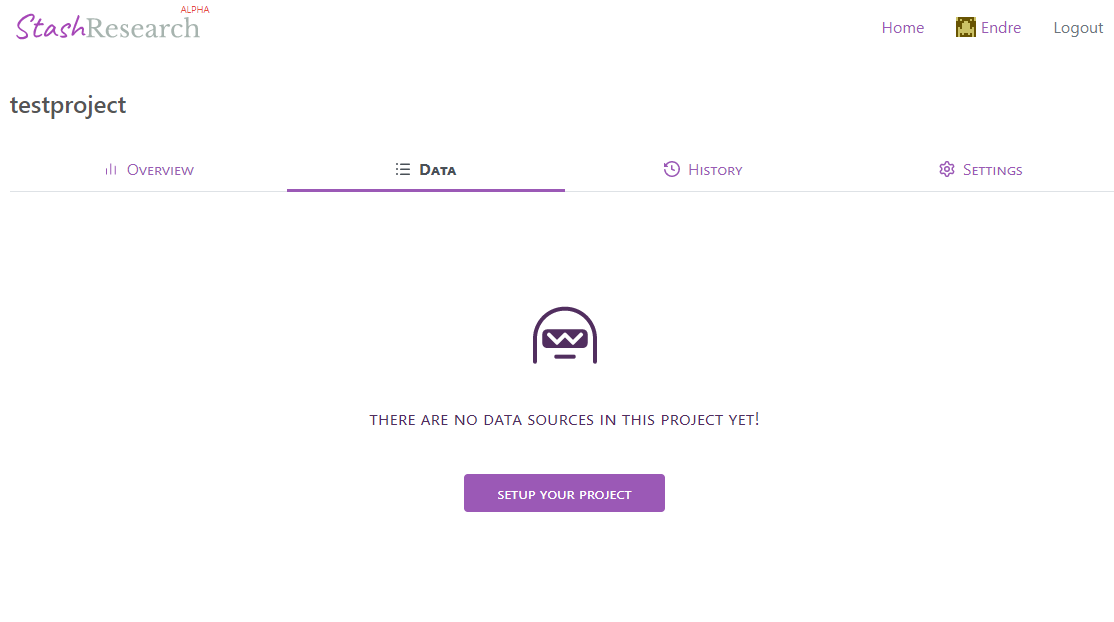 ALPHA
StashResearch
Home Endre Logout
testproject
Overview Data History Settings
THERE ARE NO DATA SOURCES IN THIS PROJECT YET!
SETUP YOUR PROJECT